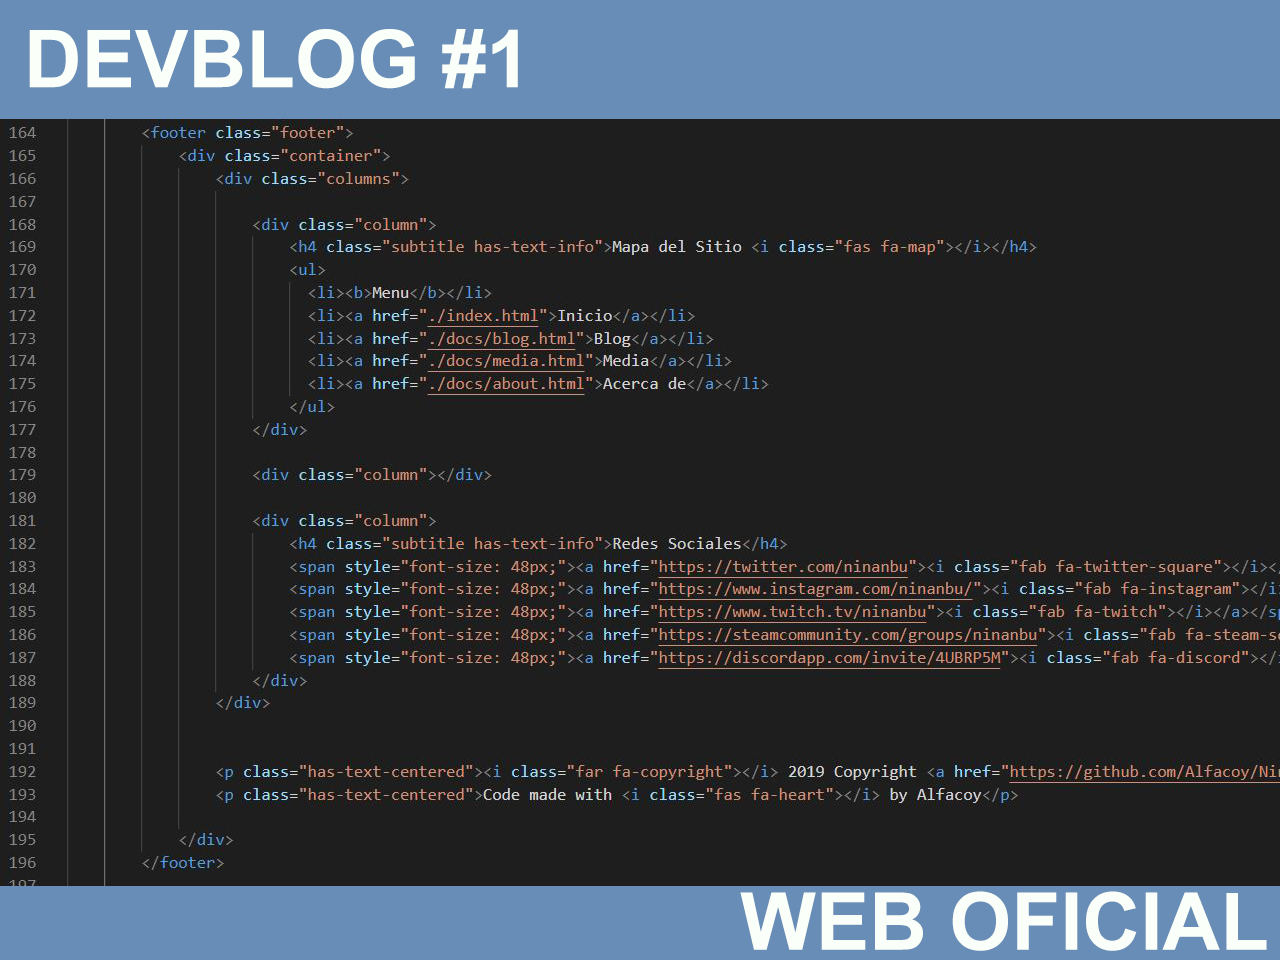 DEVBLOG #1
164 <footer class="footer">
165 <div class="container">
166 <div class="columns">
167
168 <div class="column">
169 <h4 class="subtitle has-text-info">Mapa del Sitio <i class="fas fa-map"></i></h4>
170 <ul>
171 <li><b>Menu</b></li>
172 <li><a href="./index.html">Inicio</a></li>
173 <li><a href="./docs/blog.html">Blog</a></li>
174 <li><a href="./docs/media.html">Media</a></li>
175 <li><a href="./docs/about.html">Acerca de</a></li>
176 </ul>
177 </div>
178
179 <div class="column"></div>
180
181 <div class="column">
182 <h4 class="subtitle has-text-info">Redes Sociales</h4>
183 <span style="font-size: 48px;"><a href="https://twitter.com/ninanbu"><i class="fab fa-twitter-square"></i><
184 <span style="font-size: 48px;"><a href="https://www.instagram.com/ninanbu/"><i class="fab fa-instagram"></i
185 <span style="font-size: 48px;"><a href="https://www.twitch.tv/ninanbu"><i class="fab fa-twitch"></i></a></sp
186 <span style="font-size: 48px;"><a href="https://steamcommunity.com/groups/ninanbu"><i class="fab fa-steam-s
187 <span style="font-size: 48px;"><a href="https://discordapp.com/invite/4UBRP5M"><i class="fab fa-discord"></i
188 </div>
189 </div>
190
191
192 <p class="has-text-centered"><i class="far fa-copyright"></i> 2019 Copyright <a href="https://github.com/Alfacoy/Nin
193 <p class="has-text-centered">Code made with <i class="fas fa-heart"></i> by Alfacoy</p>
194
195 </div>
196 </footer>
197
WEB OFICIAL